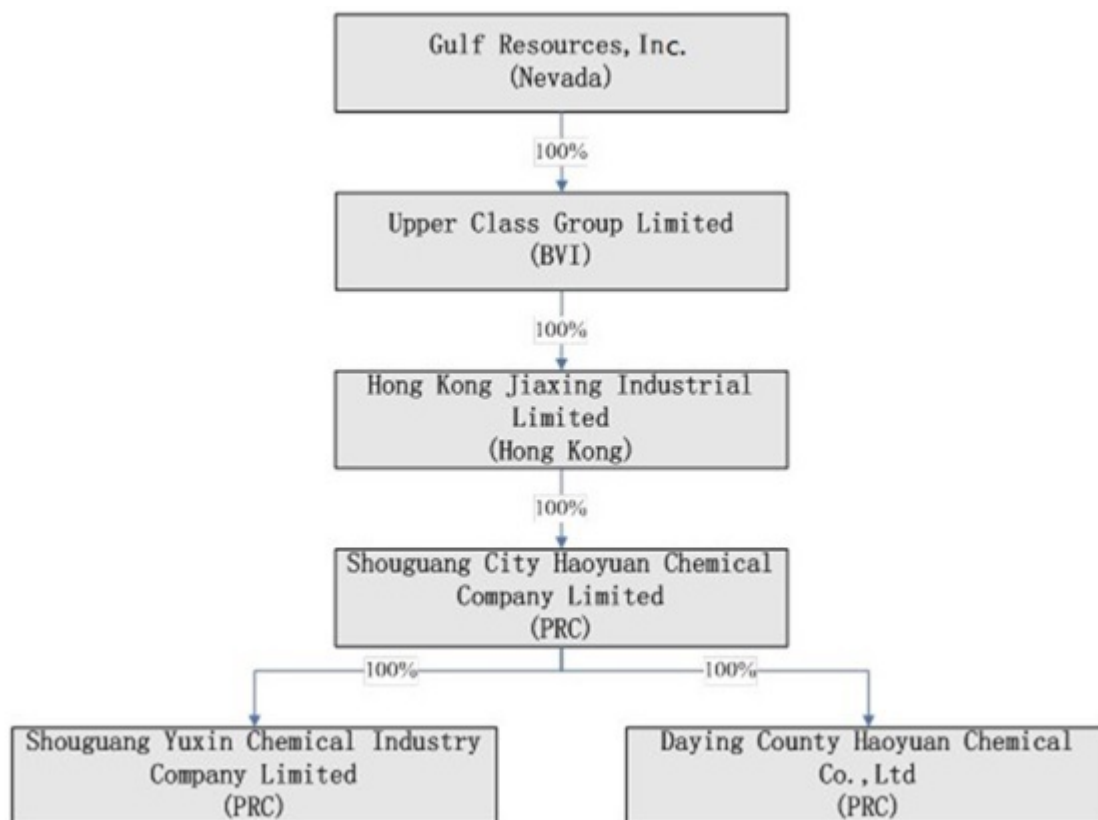 Gulf Resources, Inc.
(Nevada)
100%
Upper Class Group Limited
(BVI)
100%
Hong Kong Jiaxing Industrial
Limited
(Hong Kong)
100%
Shouguang City Haoyuan Chemical
Company Limited
(PRC)
100%
100%
Shouguang Yuxin Chemical Industry
Company Limited
(PRC)
Daying County Haoyuan Chemical
Co.,Ltd
(PRC)